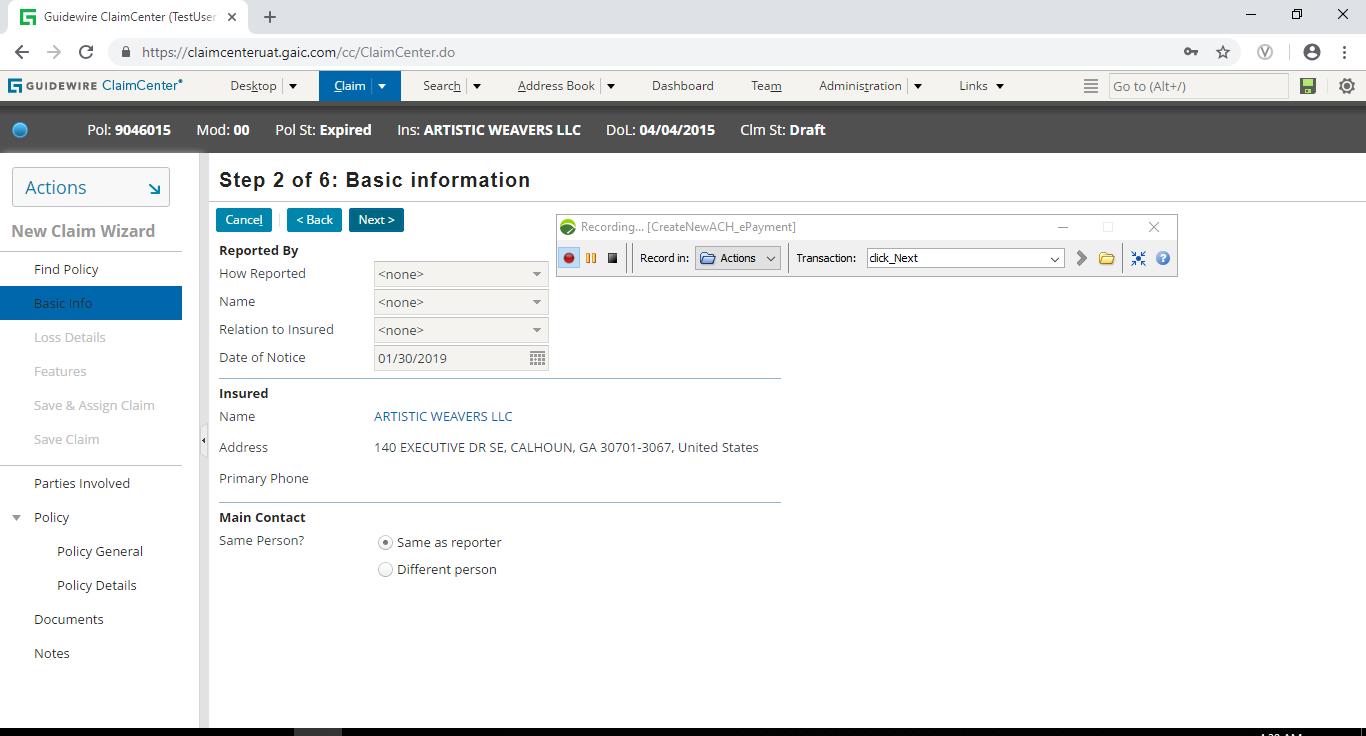 Guidewire ClaimCenter (TestUser
https://claimcenteruat.gaic.com/cc/ClaimCenter.do
GUIDEWIRE ClaimCenter® Desktop Claim Search Address Book Dashboard Team Administration Links Go to (Alt+/)
Pol: 9046015 Mod: 00 Pol St: Expired Ins: ARTISTIC WEAVERS LLC DoL: 04/04/2015 Clm St: Draft
Actions
New Claim Wizard
Find Policy
Basic Info
Loss Details
Features
Save & Assign Claim
Save Claim
Parties Involved
Policy
Policy General
Policy Details
Documents
Notes
Step 2 of 6: Basic information
Cancel < Back Next >
Reported By
How Reported <none>
Name <none>
Relation to Insured <none>
Date of Notice 01/30/2019
Insured
Name ARTISTIC WEAVERS LLC
Address 140 EXECUTIVE DR SE, CALHOUN, GA 30701-3067, United States
Primary Phone
Main Contact
Same Person? Same as reporter
Different person
Recording... [CreateNewACH_ePayment]
Record in: Actions Transaction: click_Next